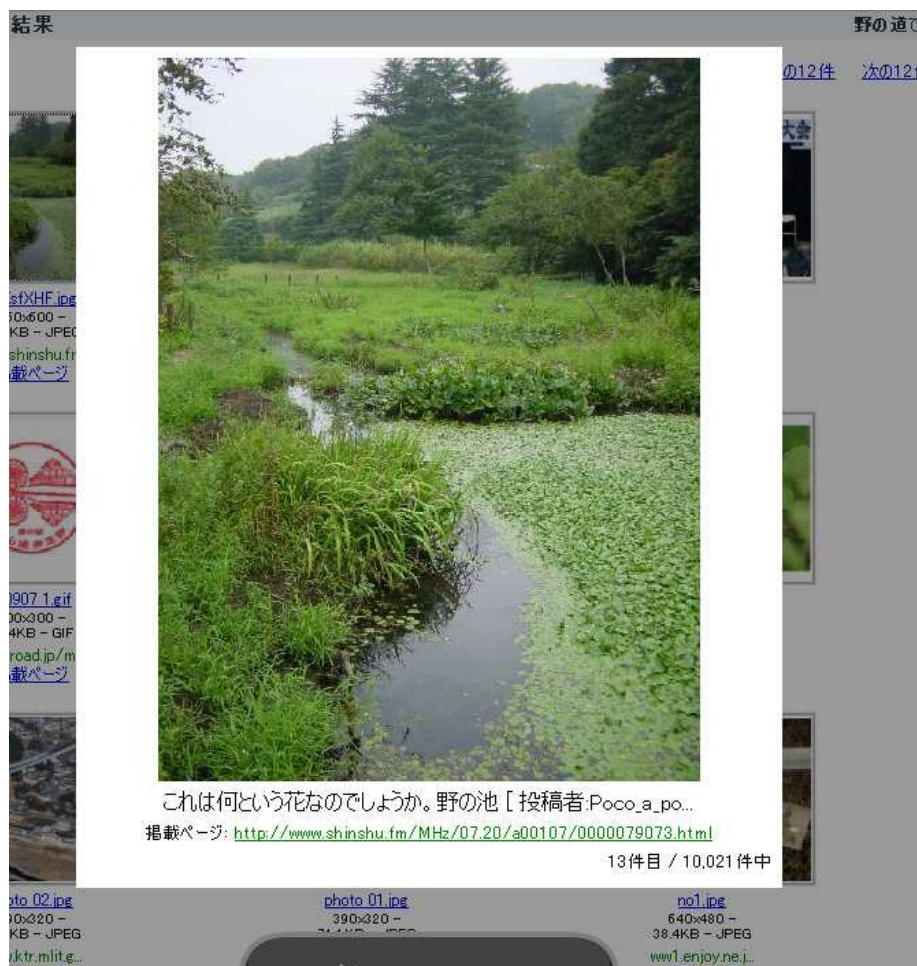 結果
野の道で
の12件 次の12件
大会
sfXHF.jpg
50x600 -
KB - JPEG
shinshu.fr
載ページ
0907 1.gif
00x300 -
4KB - GIF
road.jp/m
載ページ
これは何という花なのでしょうか。野の池 [ 投稿者:Poco_a_po...
掲載ページ: http://www.shinshu.fm/MHz/07.20/a00107/0000079073.html
13件目 / 10,021件中
oto 02.jpg
90x320 -
KB - JPEG
.ktr.mlit.g...
photo 01.jpg
390x320 -
no1.jpg
640x480 -
38.4KB - JPEG
www1.enjoy.ne.j...